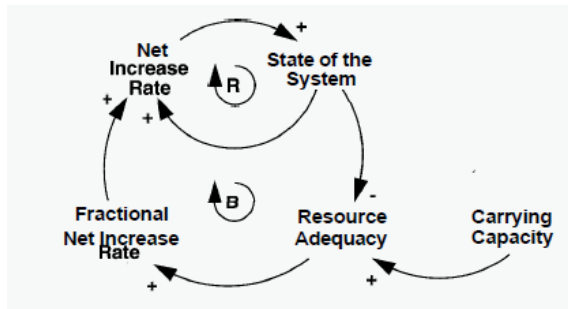 +
Net
Increase
Rate
State of the
System
R
+
+
B
-
Fractional
Net Increase
Rate
Resource
Adequacy
Carrying
Capacity
+
+